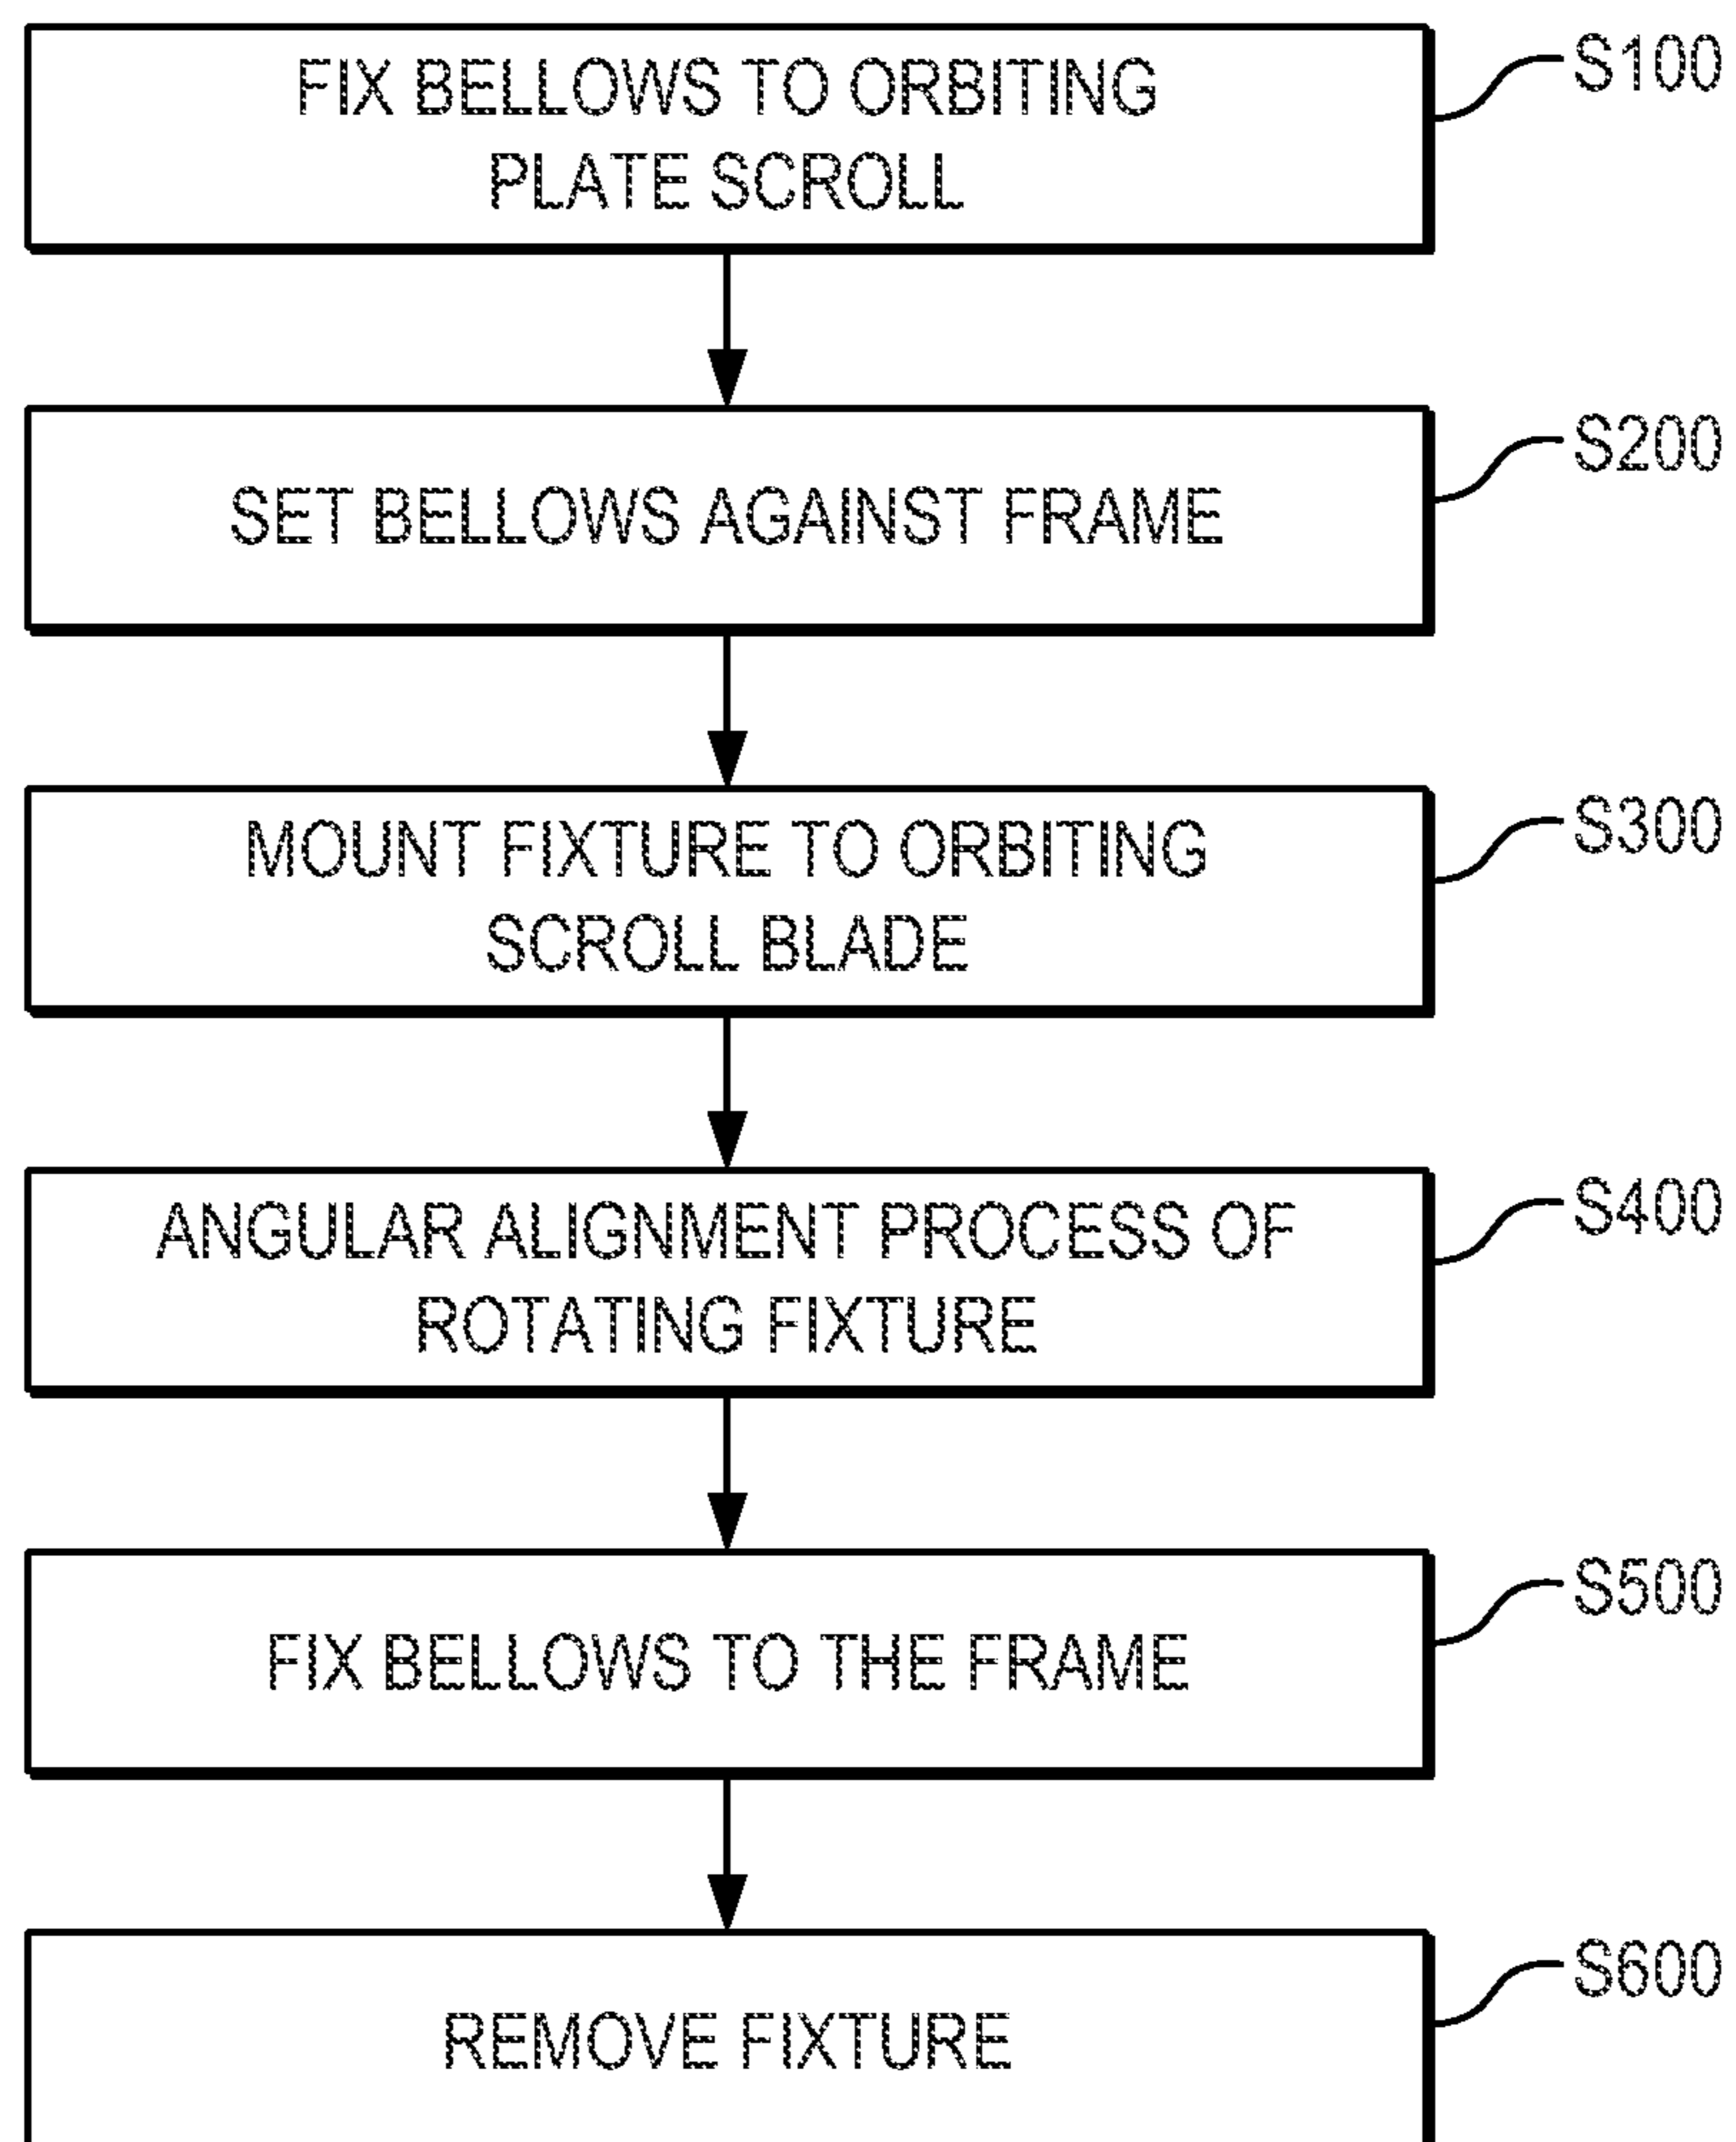 FIX BELLOWS TO ORBITING
PLATE SCROLL
S100
SET BELLOWS AGAINST FRAME
S200
MOUNT FIXTURE TO ORBITING
SCROLL BLADE
S300
ANGULAR ALIGNMENT PROCESS OF
ROTATING FIXTURE
S400
FIX BELLOWS TO THE FRAME
S500
REMOVE FIXTURE
S600